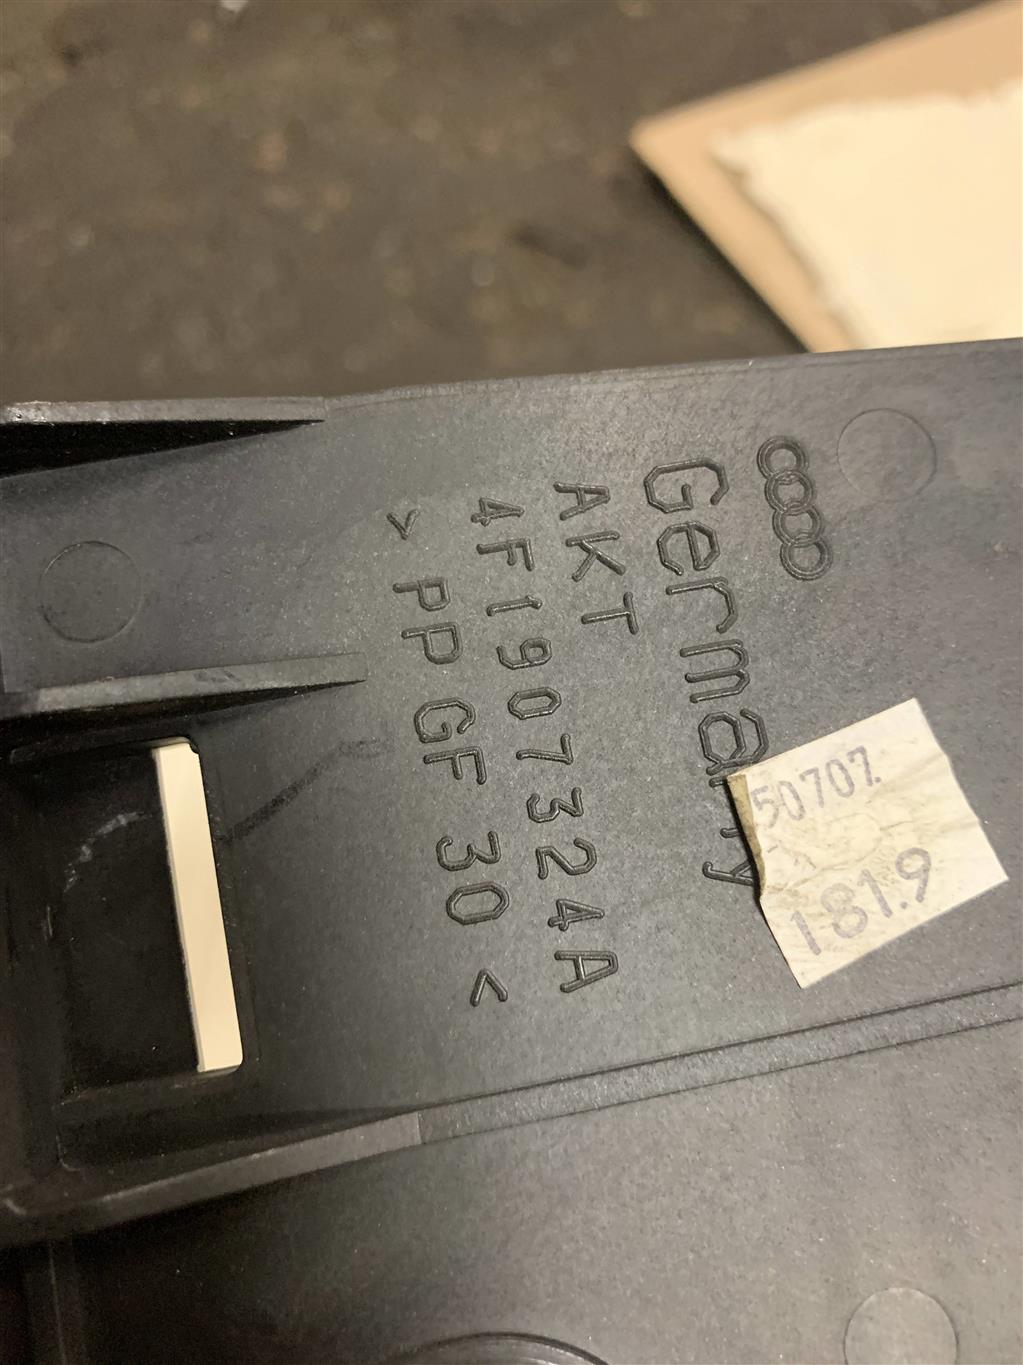 Germany
AKT
4F1907324A
> PP GF 30 <
50707.
181.9